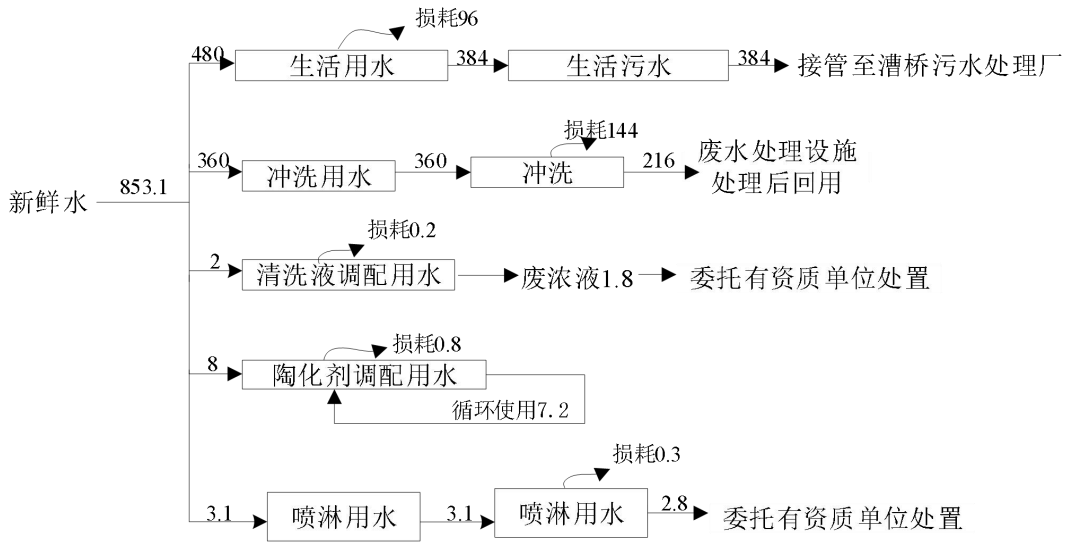 损耗96
480
生活用水
384
生活污水
384
接管至漕桥污水处理厂
损耗144
360
冲洗用水
360
冲洗
216
废水处理设施
处理后回用
新鲜水
853.1
损耗0.2
2
清洗液调配用水
废浓液1.8
委托有资质单位处置
损耗0.8
8
陶化剂调配用水
循环使用7.2
损耗0.3
3.1
喷淋用水
3.1
喷淋用水
2.8
委托有资质单位处置